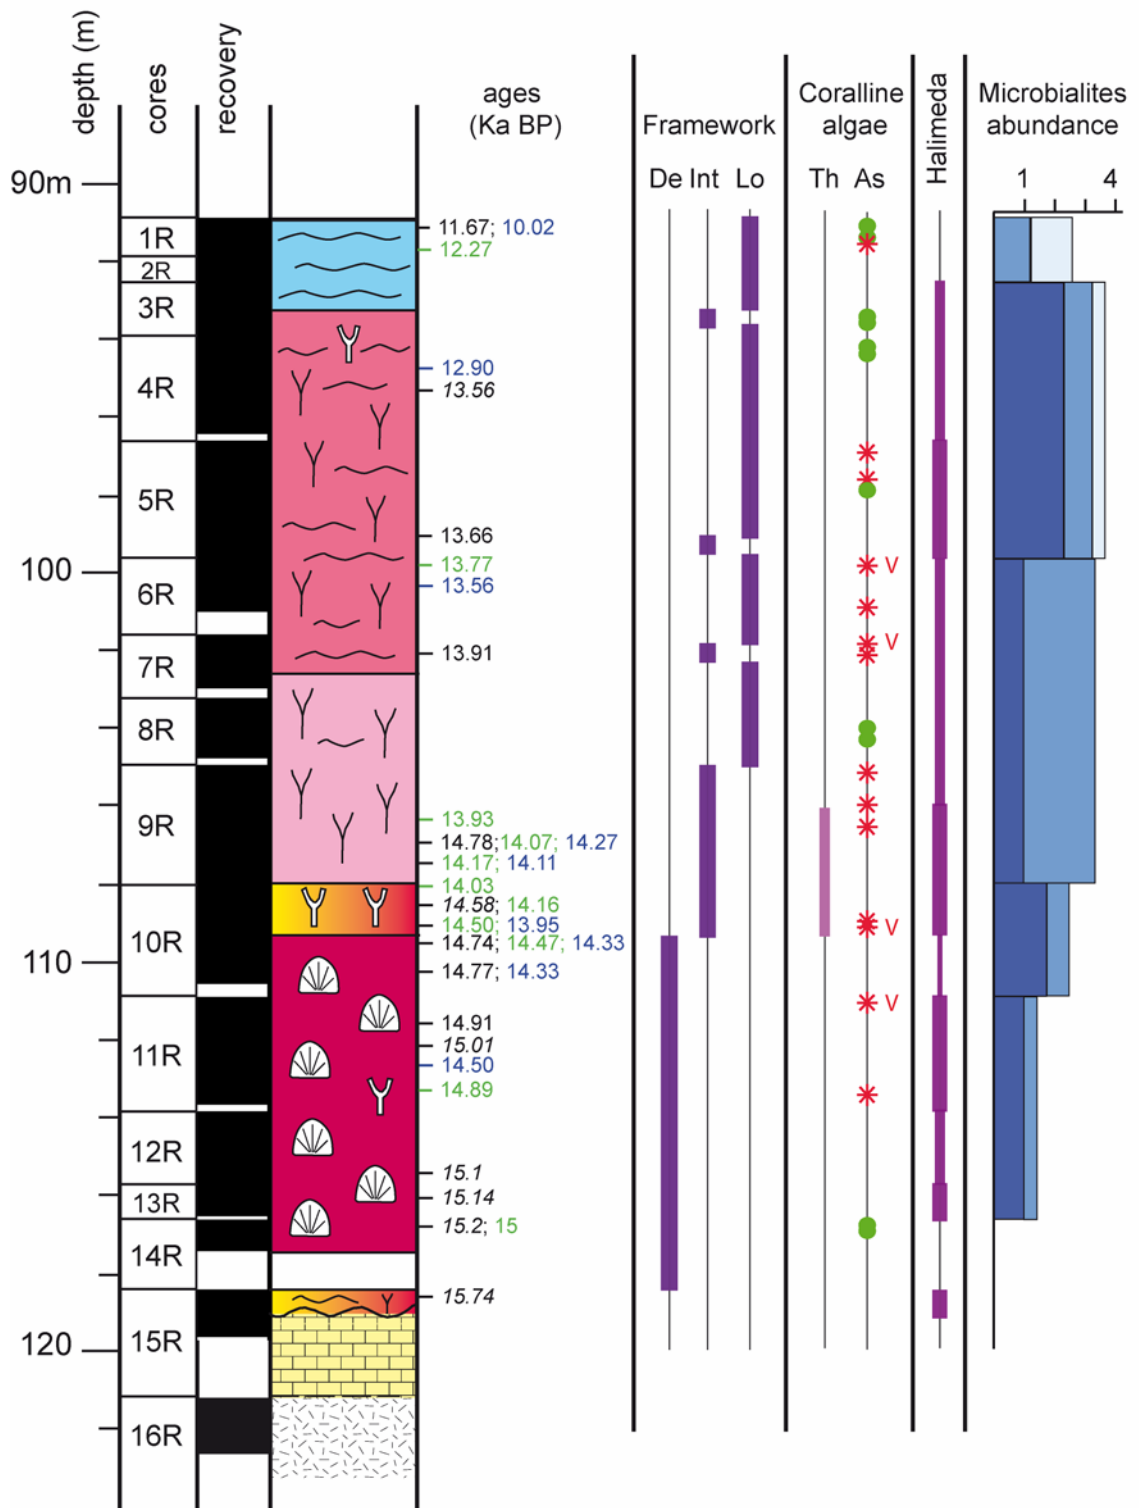 depth (m)
cores
recovery
ages
(Ka BP)
Framework
De Int Lo
Coralline
algae
Th As
Halimeda
Microbialites
abundance
1 4
90m
1R
11.67; 10.02
12.27
2R
3R
12.90
4R
13.56
5R
13.66
13.77
V
100
13.56
6R
V
13.91
7R
8R
13.93
9R
14.78;14.07; 14.27
14.17; 14.11
14.03
14.58; 14.16
14.50; 13.95
V
10R
14.74; 14.47; 14.33
110
14.77; 14.33
V
14.91
15.01
11R
14.50
14.89
12R
15.1
15.14
13R
15.2; 15
14R
15.74
15R
120
16R